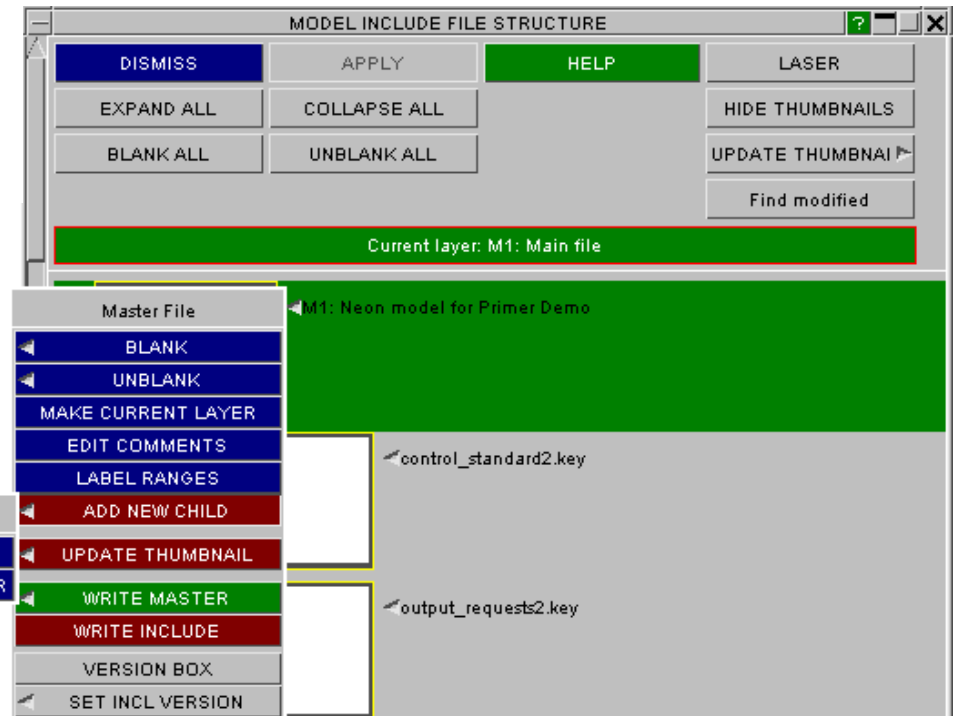 MODEL INCLUDE FILE STRUCTURE
?
DISMISS
APPLY
HELP
LASER
EXPAND ALL
COLLAPSE ALL
HIDE THUMBNAILS
BLANK ALL
UNBLANK ALL
UPDATE THUMBNAI
Find modified
Current layer: M1: Main file
M1: Neon model for Primer Demo
Master File
BLANK
UNBLANK
MAKE CURRENT LAYER
EDIT COMMENTS
LABEL RANGES
ADD NEW CHILD
UPDATE THUMBNAIL
R
WRITE MASTER
WRITE INCLUDE
VERSION BOX
SET INCL VERSION
control_standard2.key
output_requests2.key